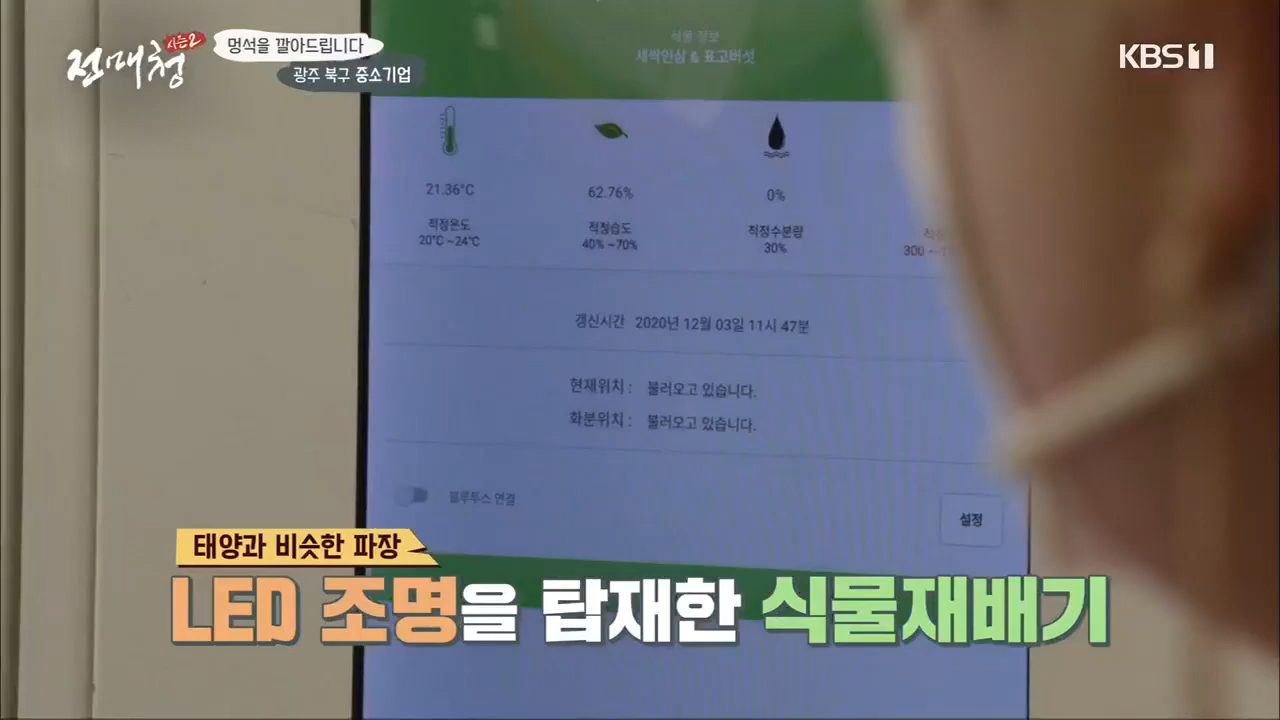 전매청 시즌2
멍석을 깔아드립니다
광주 북구 중소기업
KBS 1
식물 정보
새싹인삼 & 표고버섯
21.36°C
62.76%
0%
적정온도
20°C ~24°C
적정습도
40% ~70%
적정수분량
30%
300 ~
갱신시간 2020년 12월 03일 11시 47분
현재위치 : 불러오고 있습니다.
화분위치 : 불러오고 있습니다.
블루투스 연결
설정
태양과 비슷한 파장
LED 조명을 탑재한 식물재배기